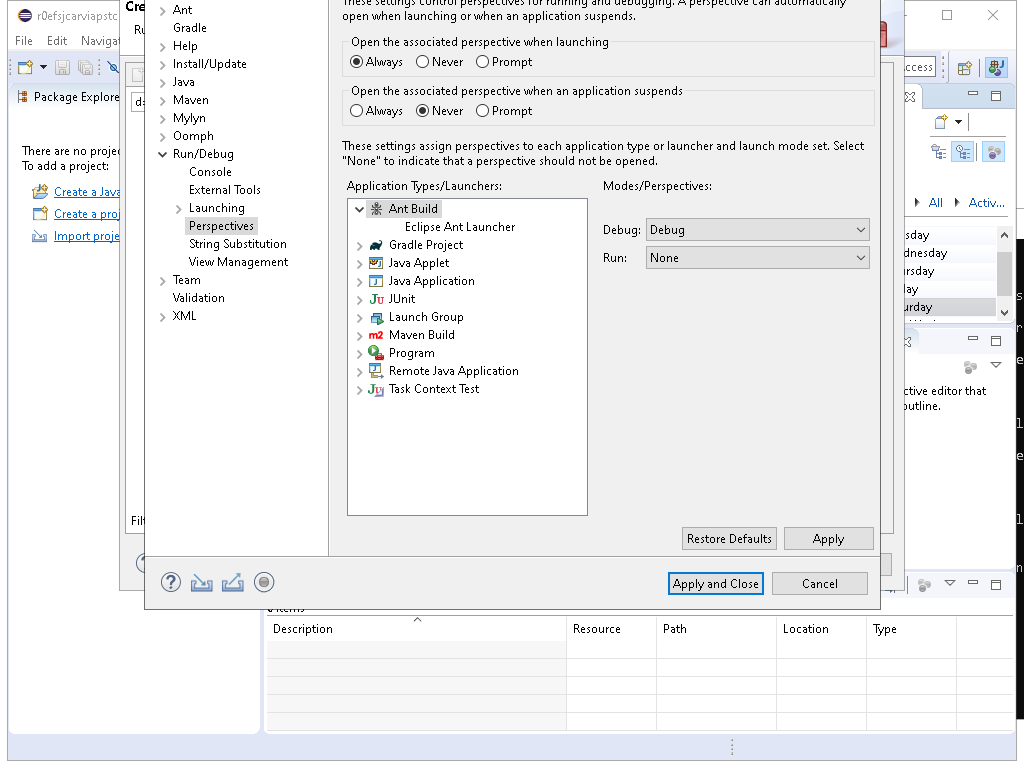 r0efsjcarviapstc
File Edit Navigat
Package Explore
There are no projec
To add a project:
Create a Java
Create a proj
Import proje
Cre
Ru
Filt
Ant
Gradle
Help
Install/Update
Java
Maven
Mylyn
Oomph
Run/Debug
Console
External Tools
Launching
Perspectives
String Substitution
View Management
Team
Validation
XML
These settings control perspectives for running and debugging. A perspective can automatically
open when launching or when an application suspends.
Open the associated perspective when launching
Always Never Prompt
Open the associated perspective when an application suspends
Always Never Prompt
These settings assign perspectives to each application type or launcher and launch mode set. Select
"None" to indicate that a perspective should not be opened.
Application Types/Launchers:
Ant Build
Eclipse Ant Launcher
Gradle Project
Java Applet
Java Application
JUnit
Launch Group
Maven Build
Program
Remote Java Application
Task Context Test
Modes/Perspectives:
Debug: Debug
Run: None
Restore Defaults Apply
Apply and Close Cancel
ccess
All Activ...
sday
dnesday
ursday
day
urday
ctive editor that
outline.
0 items
Description Resource Path Location Type